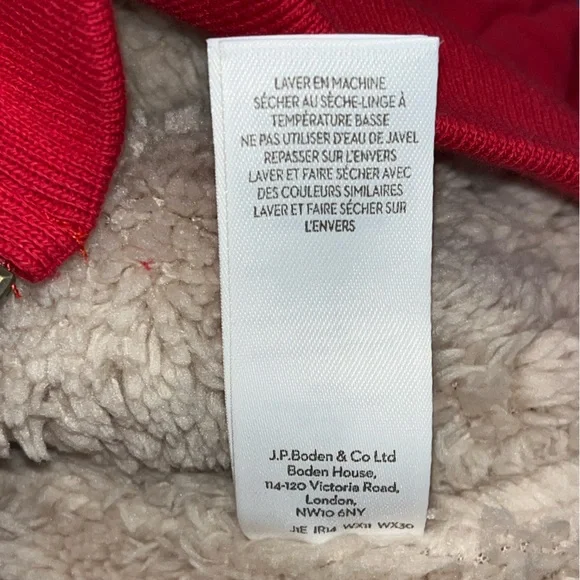 LAVER EN MACHINE
SÉCHER AU SÈCHE-LINGE À
TEMPÉRATURE BASSE
NE PAS UTILISER D'EAU DE JAVEL
REPASSER SUR L'ENVERS
LAVER ET FAIRE SÉCHER AVEC
DES COULEURS SIMILAIRES
LAVER ET FAIRE SÉCHER SUR
L'ENVERS
J.P.Boden & Co Ltd
Boden House,
114-120 Victoria Road,
London,
NW10 6NY
IR14 WX11 WX30